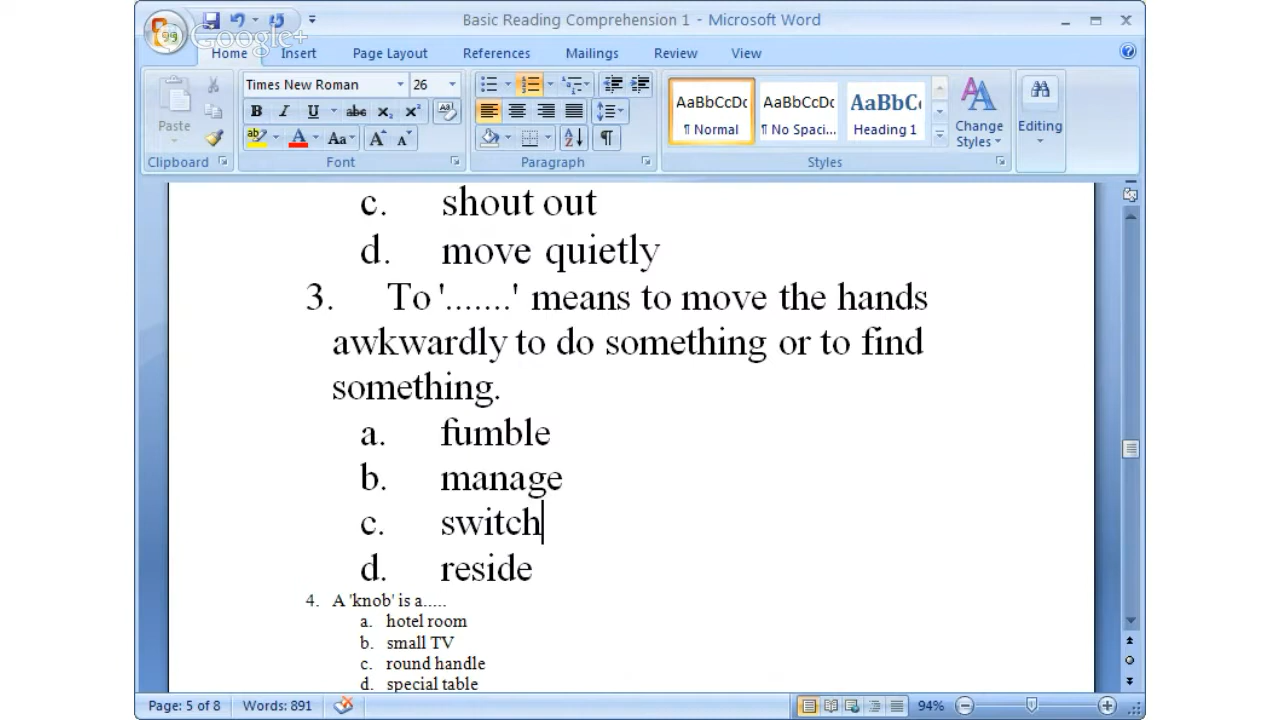 Basic Reading Comprehension 1 - Microsoft Word
99 Google+
Home Insert Page Layout References Mailings Review View
Times New Roman 26
AaBbCcDc AaBbCcDc AaBbC
Paste
¶ Normal ¶ No Spaci... Heading 1
Change Styles
Editing
Clipboard Font Paragraph Styles
c. shout out
d. move quietly
3. To '.......' means to move the hands
awkwardly to do something or to find
something.
a. fumble
b. manage
c. switch
d. reside
4. A 'knob' is a.....
a. hotel room
b. small TV
c. round handle
d. special table
Page: 5 of 8 Words: 891 94%